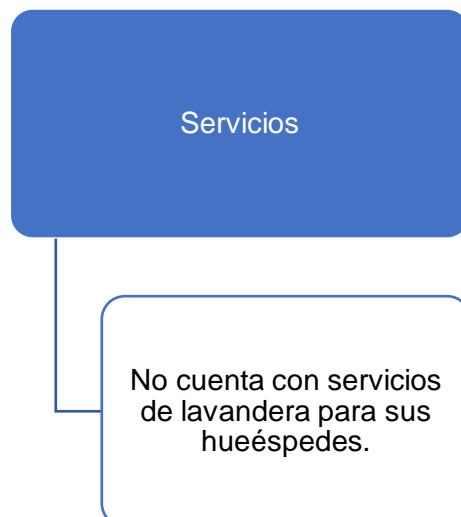 Servicios
No cuenta con servicios
de lavandera para sus
hueéspedes.